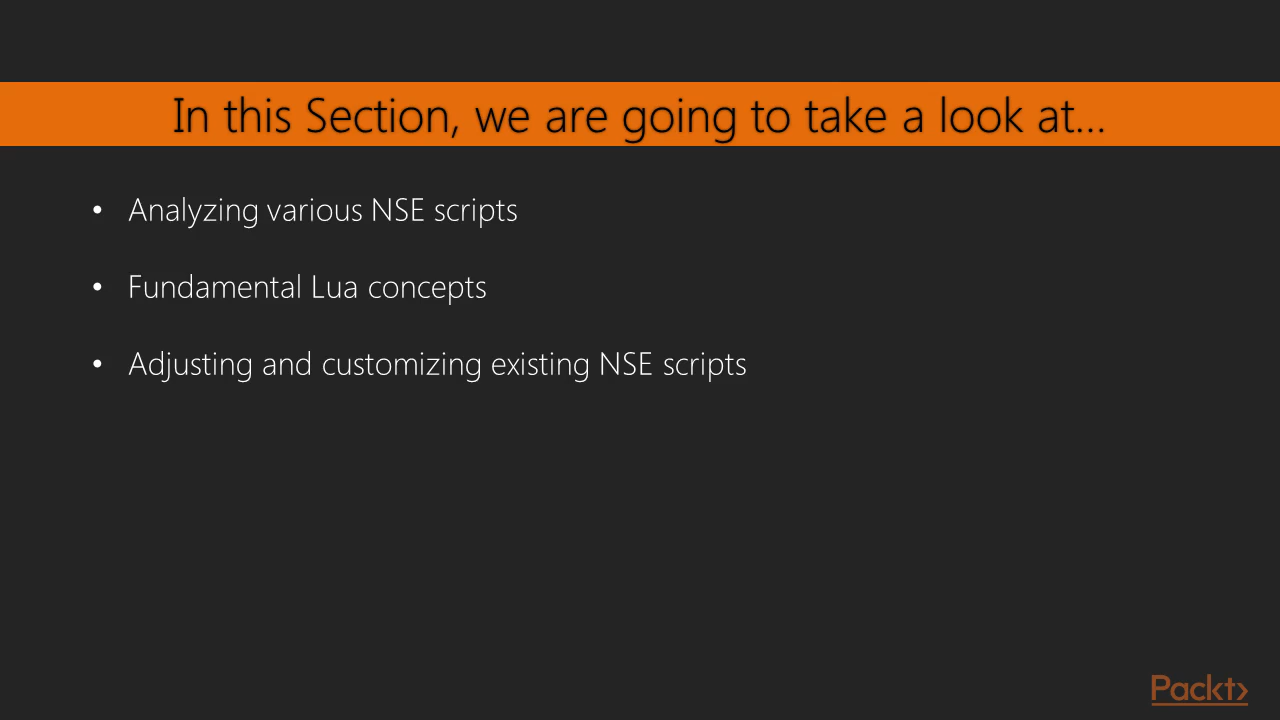 In this Section, we are going to take a look at...
• Analyzing various NSE scripts
• Fundamental Lua concepts
• Adjusting and customizing existing NSE scripts
Packt>